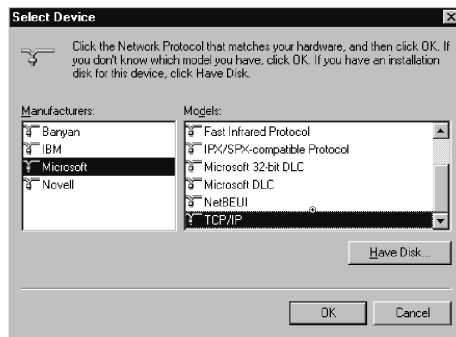 Select Device
Click the Network Protocol that matches your hardware, and then click OK. If
you don't know which model you have, click OK. If you have an installation
disk for this device, click Have Disk.
Manufacturers:
Models:
Banyan
IBM
Microsoft
Novell
Fast Infrared Protocol
IPX/SPX-compatible Protocol
Microsoft 32-bit DLC
Microsoft DLC
NetBEUI
TCP/IP
Have Disk...
OK
Cancel